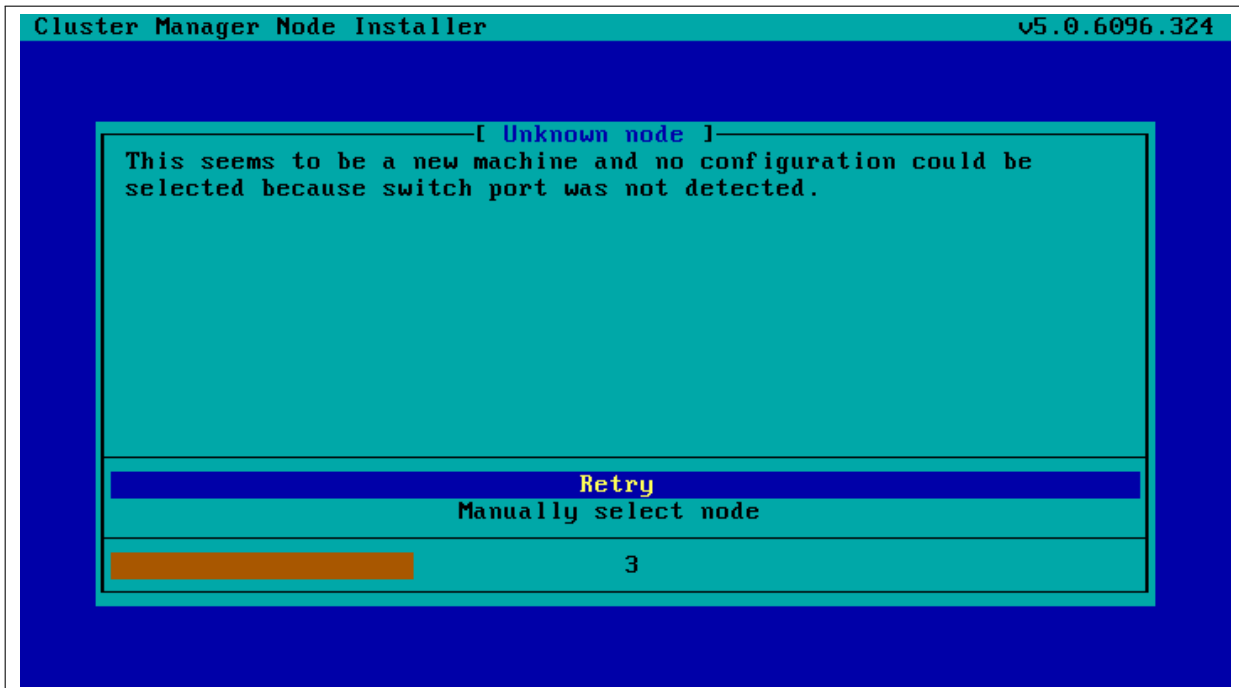 Cluster Manager Node Installer v5.0.6096.324
[ Unknown node ]
This seems to be a new machine and no configuration could be
selected because switch port was not detected.
Retry
Manually select node
3